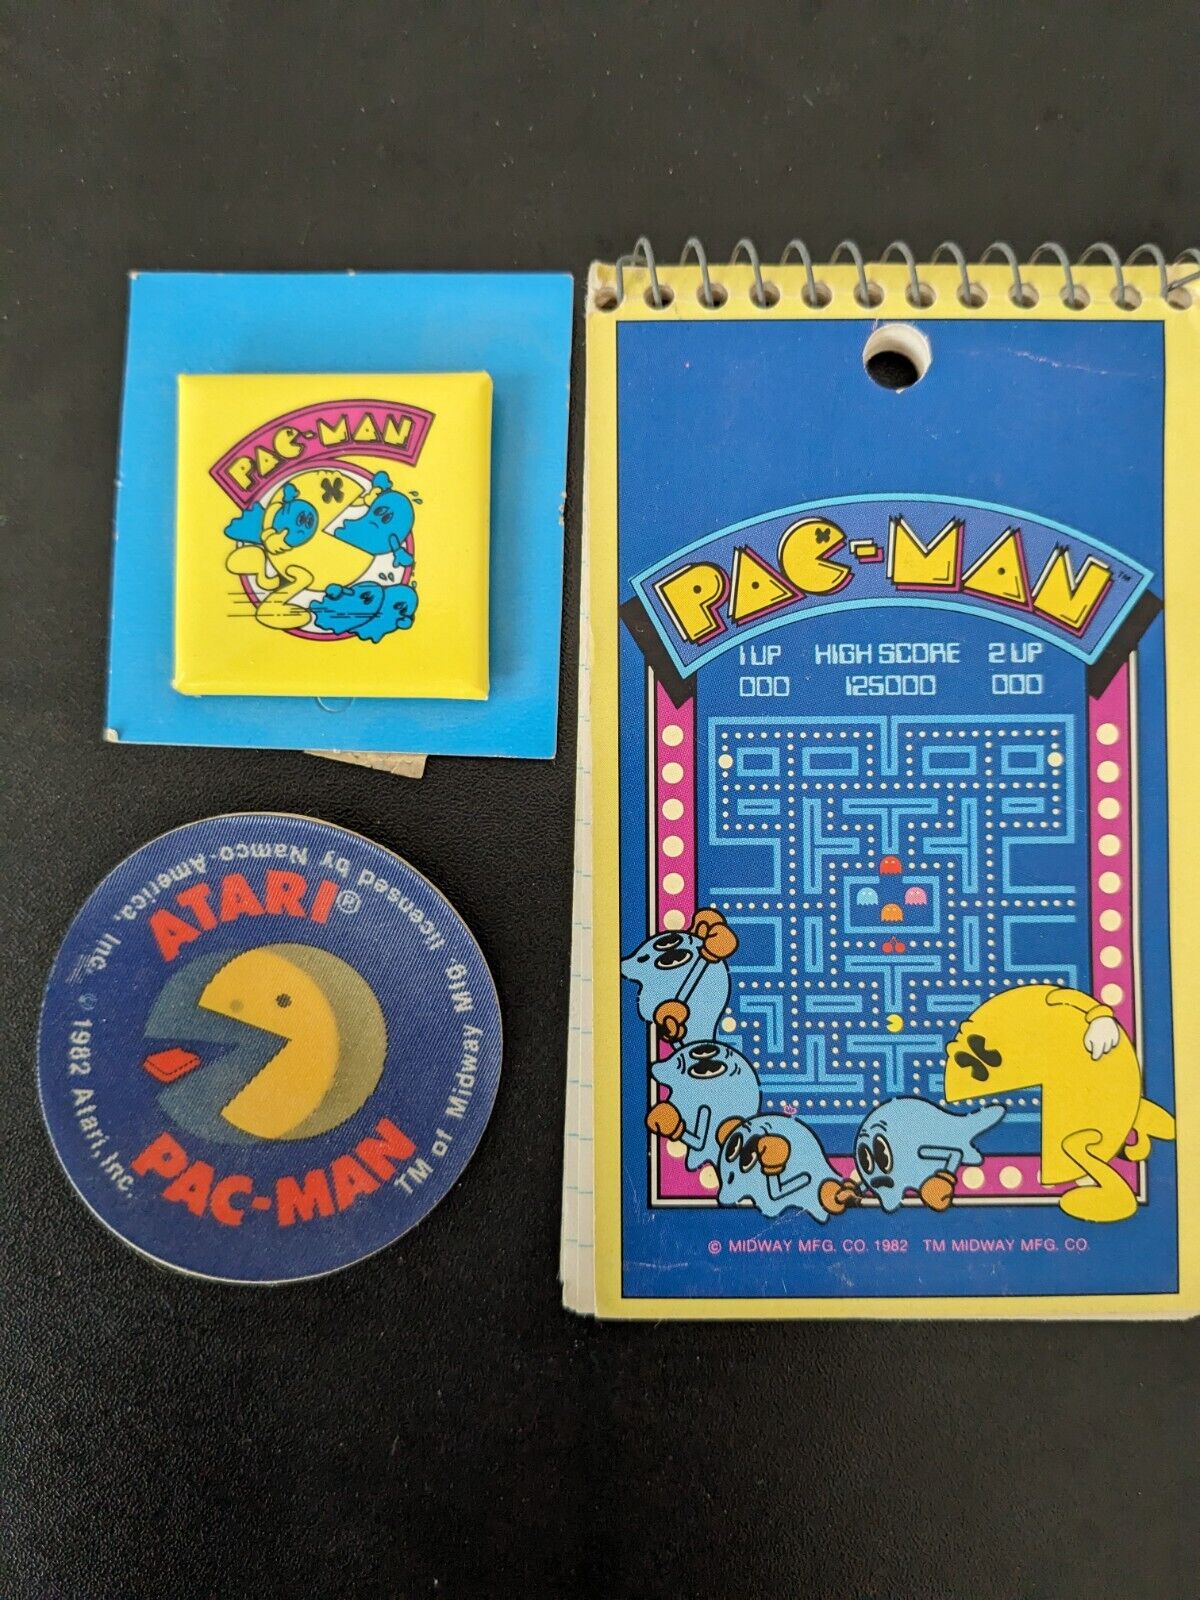 PAC-MAN
ATARI®
PAC-MAN
TM of Midway Mfg. licensed by Namco-America, Inc. © 1982 Atari, Inc.
PAC-MAN™
1 UP HIGH SCORE 2 UP
000 125000 000
© MIDWAY MFG. CO. 1982 TM MIDWAY MFG. CO.